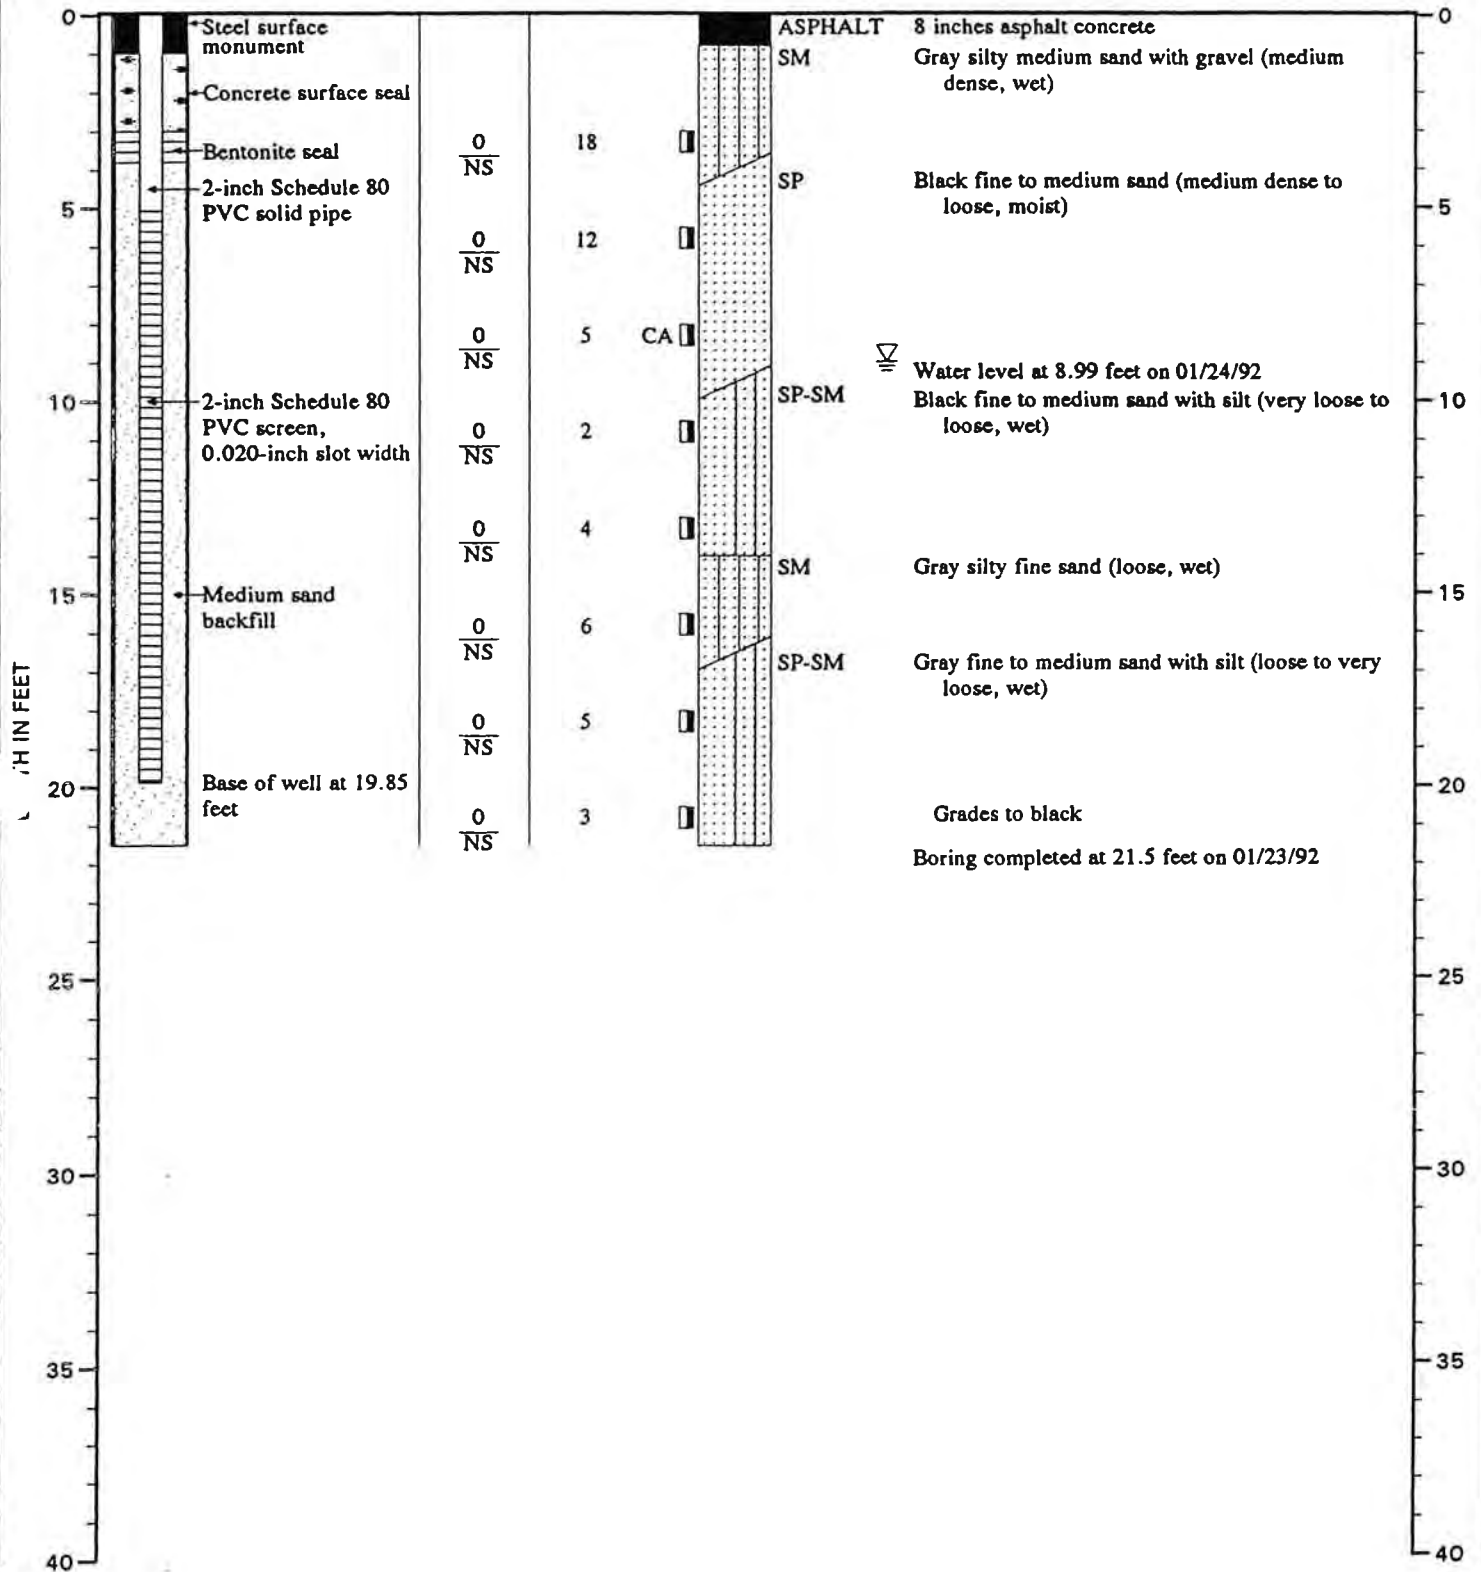 0
Steel surface
monument
Concrete surface seal
Bentonite seal
2-inch Schedule 80
PVC solid pipe
5
10
2-inch Schedule 80
PVC screen,
0.020-inch slot width
15
Medium sand
backfill
20
Base of well at 19.85
feet
25
30
35
40
H IN FEET
0
NS
0
NS
0
NS
0
NS
0
NS
0
NS
0
NS
0
NS
18
12
5 CA
2
4
6
5
3
ASPHALT 8 inches asphalt concrete
SM Gray silty medium sand with gravel (medium
dense, wet)
SP Black fine to medium sand (medium dense to
loose, moist)
Water level at 8.99 feet on 01/24/92
SP-SM Black fine to medium sand with silt (very loose to
loose, wet)
SM Gray silty fine sand (loose, wet)
SP-SM Gray fine to medium sand with silt (loose to very
loose, wet)
Grades to black
Boring completed at 21.5 feet on 01/23/92
0
5
10
15
20
25
30
35
40